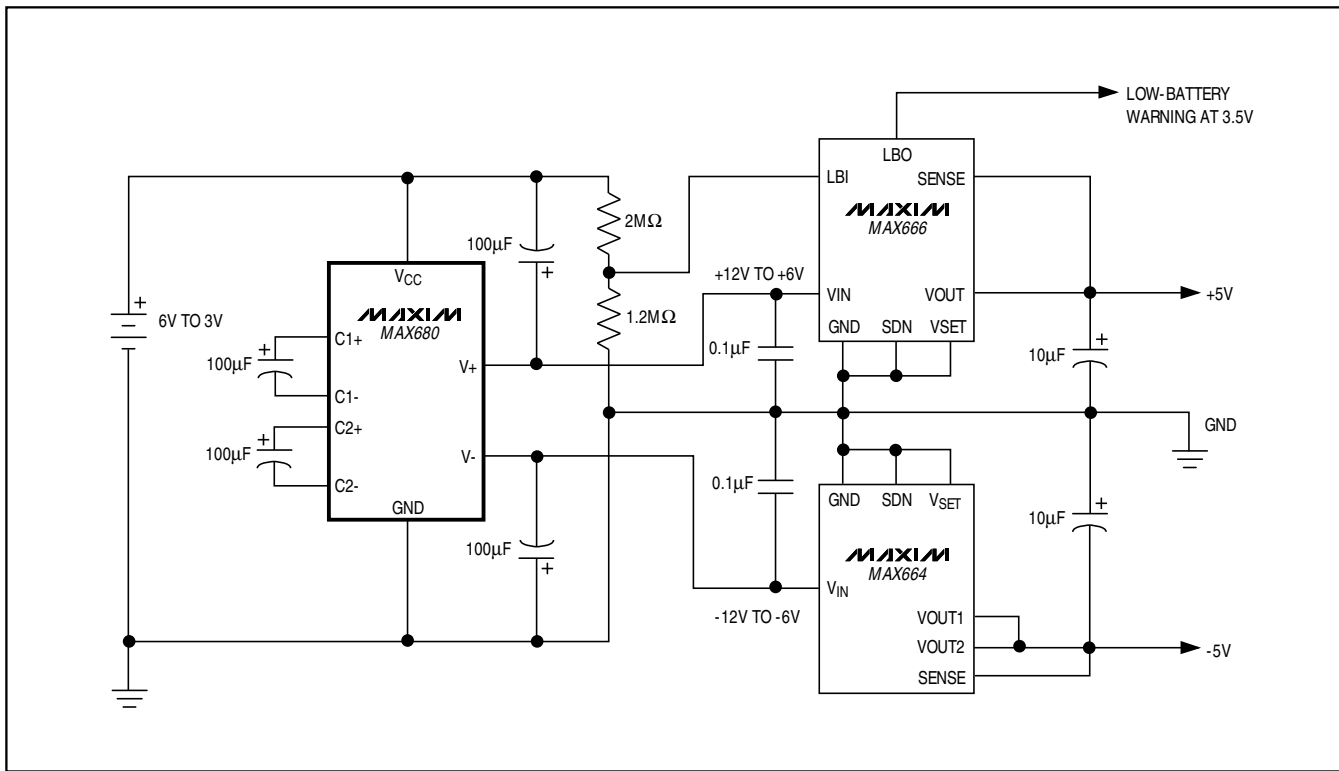 LOW-BATTERY
WARNING AT 3.5V
LBO
LBI
SENSE
MAXIM
MAX666
2MΩ
100µF
+
VCC
+12V TO +6V
VIN
VOUT
+5V
+
6V TO 3V
MAXIM
MAX680
1.2MΩ
GND
SDN
VSET
C1+
+
100µF
C1-
V+
0.1µF
+
10µF
C2+
+
100µF
C2-
V-
GND
GND
0.1µF
GND
SDN
VSET
+
10µF
100µF
+
MAXIM
MAX664
VIN
-12V TO -6V
VOUT1
VOUT2
-5V
SENSE